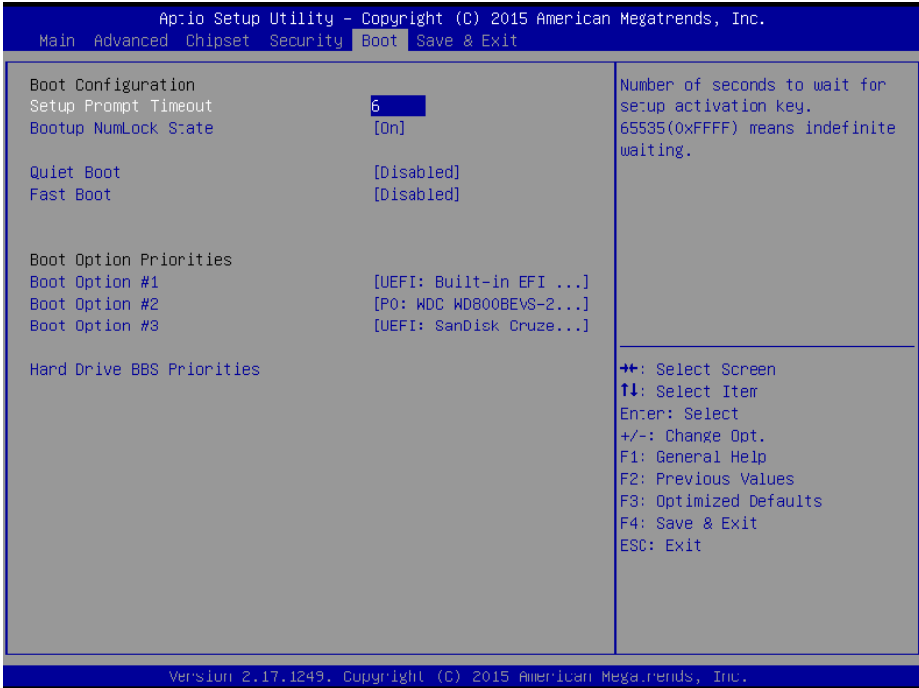 Aptio Setup Utility – Copyright (C) 2015 American Megatrends, Inc.
Main Advanced Chipset Security Boot Save & Exit
Boot Configuration
Setup Prompt Timeout 6
Bootup NumLock State [On]
Quiet Boot [Disabled]
Fast Boot [Disabled]
Boot Option Priorities
Boot Option #1 [UEFI: Built-in EFI ...]
Boot Option #2 [P0: WDC WD800BEVS-2...]
Boot Option #3 [UEFI: SanDisk Cruze...]
Hard Drive BBS Priorities
Number of seconds to wait for
setup activation key.
65535(0xFFFF) means indefinite
waiting.
→←: Select Screen
↑↓: Select Item
Enter: Select
+/-: Change Opt.
F1: General Help
F2: Previous Values
F3: Optimized Defaults
F4: Save & Exit
ESC: Exit
Version 2.17.1249. Copyright (C) 2015 American Megatrends, Inc.